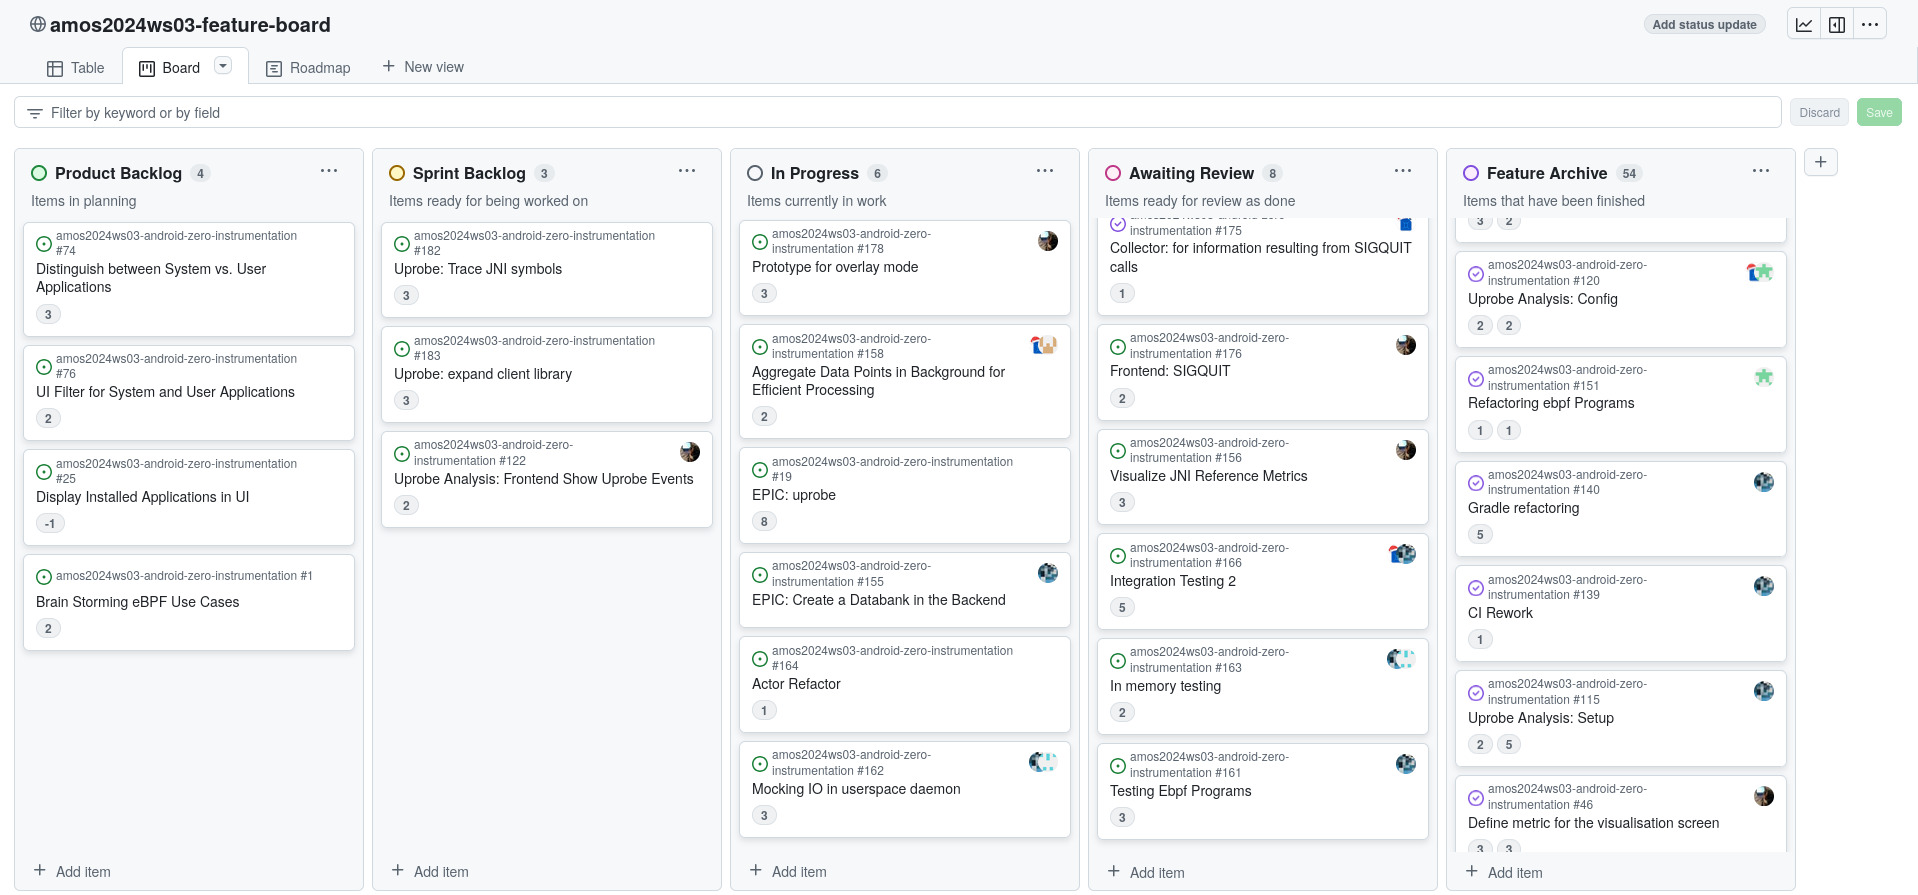 amos2024ws03-feature-board
Add status update
Table
Board
Roadmap
New view
Filter by keyword or by field
Discard
Save
Product Backlog 4
Items in planning
amos2024ws03-android-zero-instrumentation
#74
Distinguish between System vs. User
Applications
3
amos2024ws03-android-zero-instrumentation
#76
UI Filter for System and User Applications
2
amos2024ws03-android-zero-instrumentation
#25
Display Installed Applications in UI
-1
amos2024ws03-android-zero-instrumentation #1
Brain Storming eBPF Use Cases
2
Add item
Sprint Backlog 3
Items ready for being worked on
amos2024ws03-android-zero-instrumentation
#182
Uprobe: Trace JNI symbols
3
amos2024ws03-android-zero-instrumentation
#183
Uprobe: expand client library
3
amos2024ws03-android-zero-
instrumentation #122
Uprobe Analysis: Frontend Show Uprobe Events
2
Add item
In Progress 6
Items currently in work
amos2024ws03-android-zero-
instrumentation #178
Prototype for overlay mode
3
amos2024ws03-android-zero-
instrumentation #158
Aggregate Data Points in Background for
Efficient Processing
2
amos2024ws03-android-zero-instrumentation
#19
EPIC: uprobe
8
amos2024ws03-android-zero-
instrumentation #155
EPIC: Create a Databank in the Backend
amos2024ws03-android-zero-instrumentation
#164
Actor Refactor
1
amos2024ws03-android-zero-
instrumentation #162
Mocking IO in userspace daemon
3
Add item
Awaiting Review 8
Items ready for review as done
amos2024ws03-android-zero-
instrumentation #175
Collector: for information resulting from SIGQUIT
calls
1
amos2024ws03-android-zero-
instrumentation #176
Frontend: SIGQUIT
2
amos2024ws03-android-zero-
instrumentation #156
Visualize JNI Reference Metrics
3
amos2024ws03-android-zero-
instrumentation #166
Integration Testing 2
5
amos2024ws03-android-zero-
instrumentation #163
In memory testing
2
amos2024ws03-android-zero-
instrumentation #161
Testing Ebpf Programs
3
Add item
Feature Archive 54
Items that have been finished
3 2
amos2024ws03-android-zero-
instrumentation #120
Uprobe Analysis: Config
2 2
amos2024ws03-android-zero-
instrumentation #151
Refactoring ebpf Programs
1 1
amos2024ws03-android-zero-
instrumentation #140
Gradle refactoring
5
amos2024ws03-android-zero-
instrumentation #139
CI Rework
1
amos2024ws03-android-zero-
instrumentation #115
Uprobe Analysis: Setup
2 5
amos2024ws03-android-zero-
instrumentation #46
Define metric for the visualisation screen
3 3
Add item